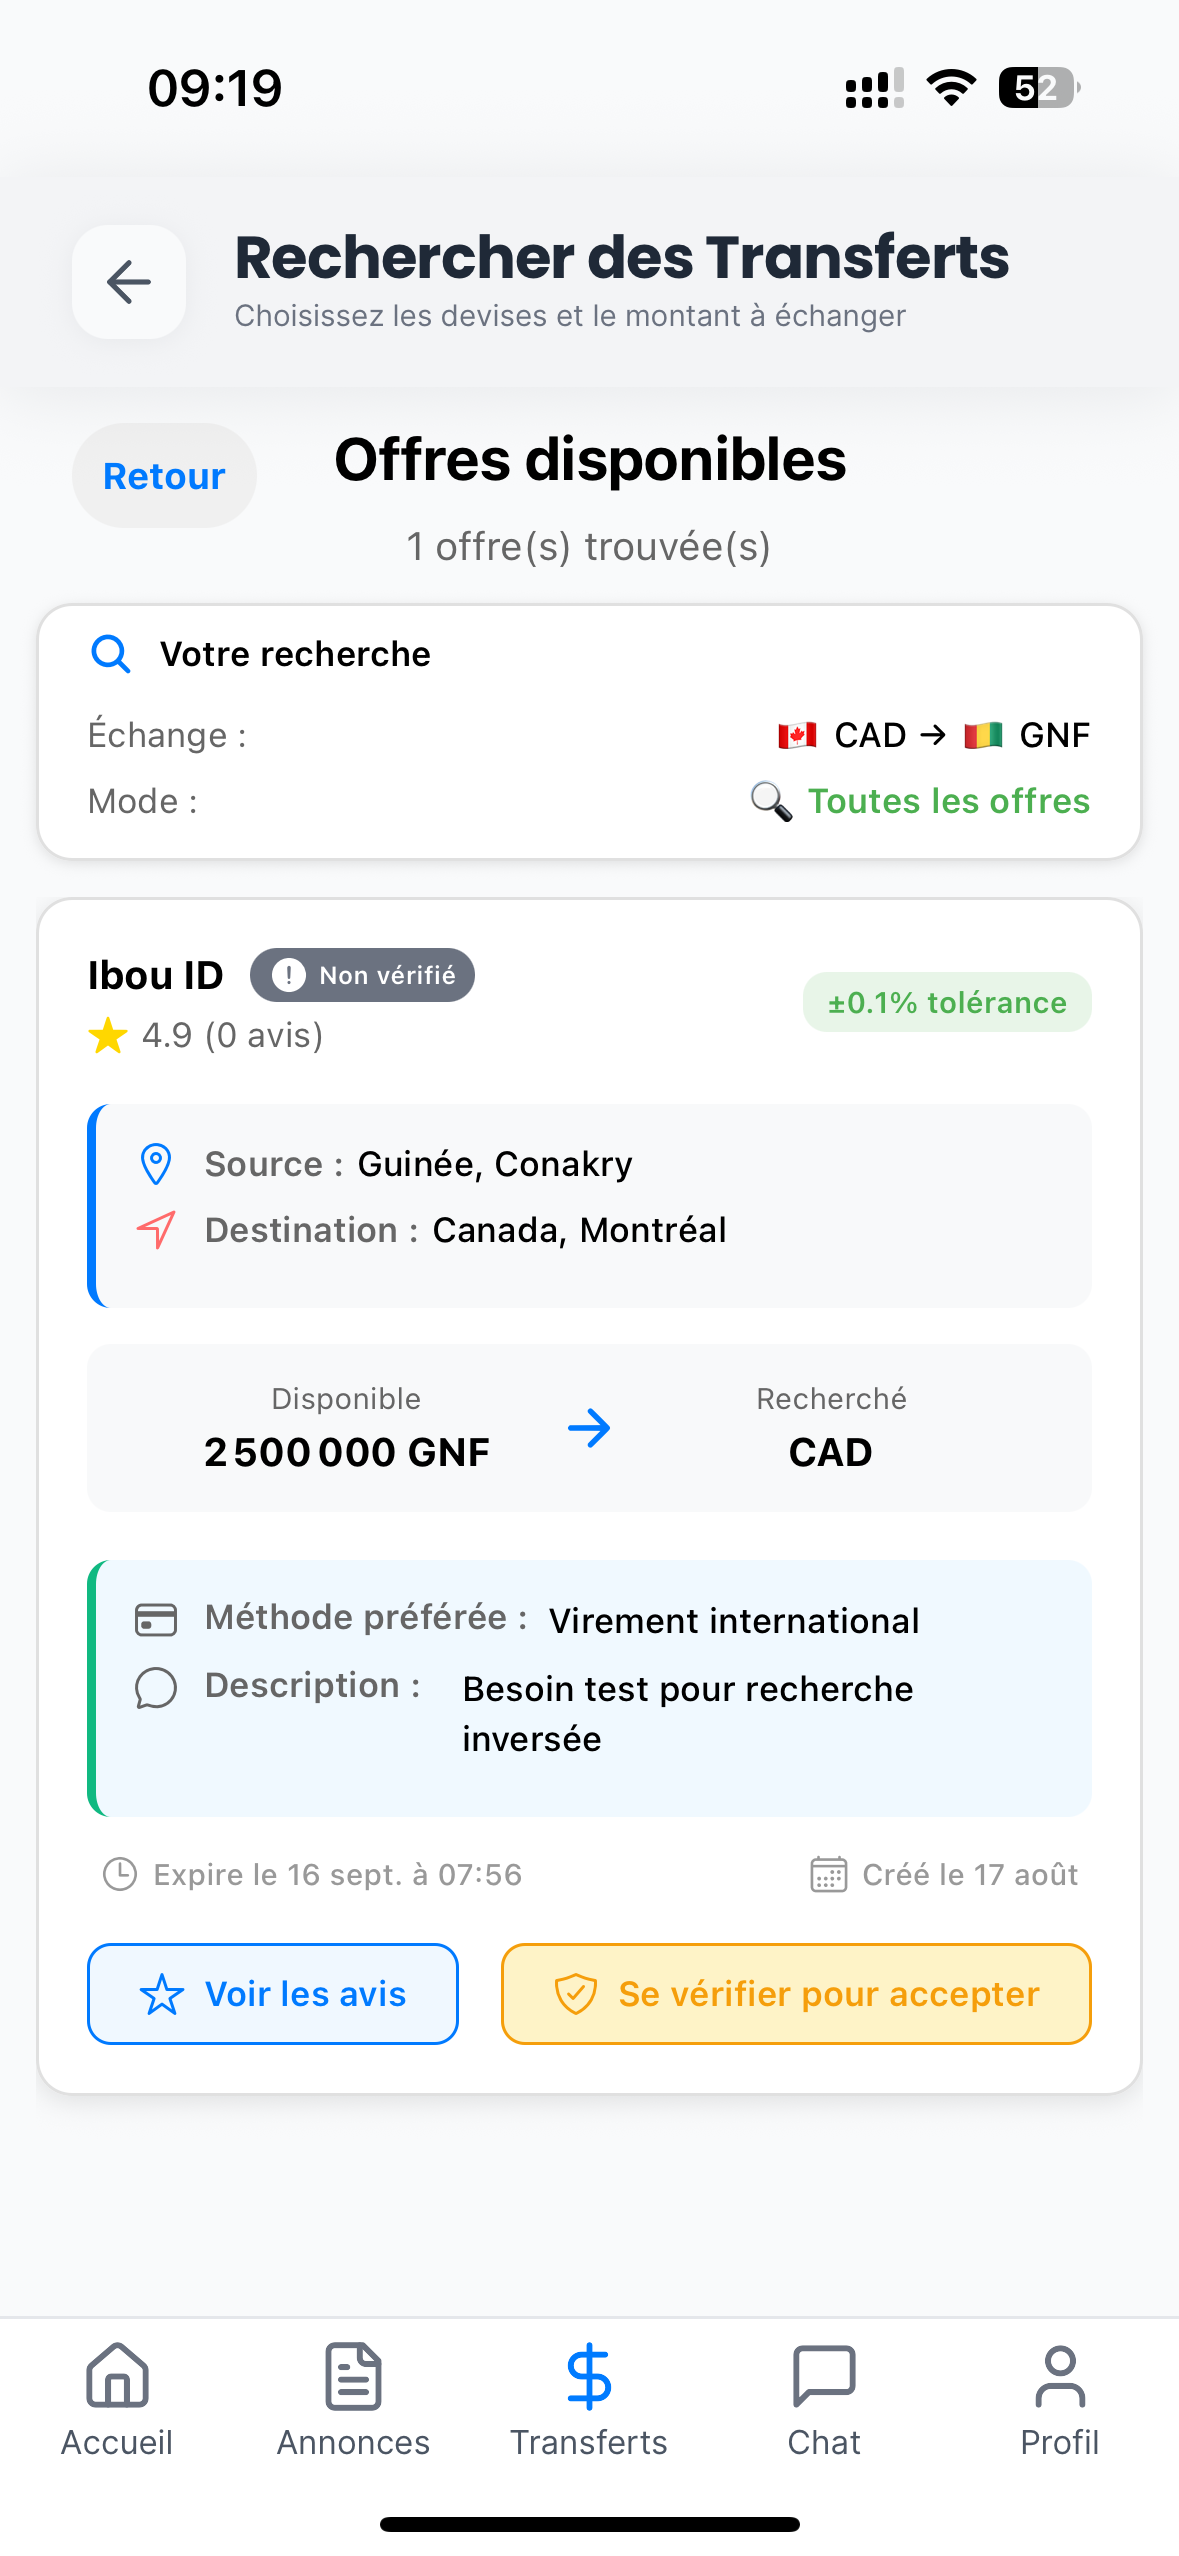 09:19
52
Rechercher des Transferts
Choisissez les devises et le montant à échanger
Retour
Offres disponibles
1 offre(s) trouvée(s)
Votre recherche
Échange :
🇨🇦 CAD → 🇬🇳 GNF
Mode :
🔍 Toutes les offres
Ibou ID
Non vérifié
±0.1% tolérance
4.9 (0 avis)
Source : Guinée, Conakry
Destination : Canada, Montréal
Disponible
2 500 000 GNF
Recherché
CAD
Méthode préférée : Virement international
Description : Besoin test pour recherche
inversée
Expire le 16 sept. à 07:56
Créé le 17 août
Voir les avis
Se vérifier pour accepter
Accueil
Annonces
Transferts
Chat
Profil